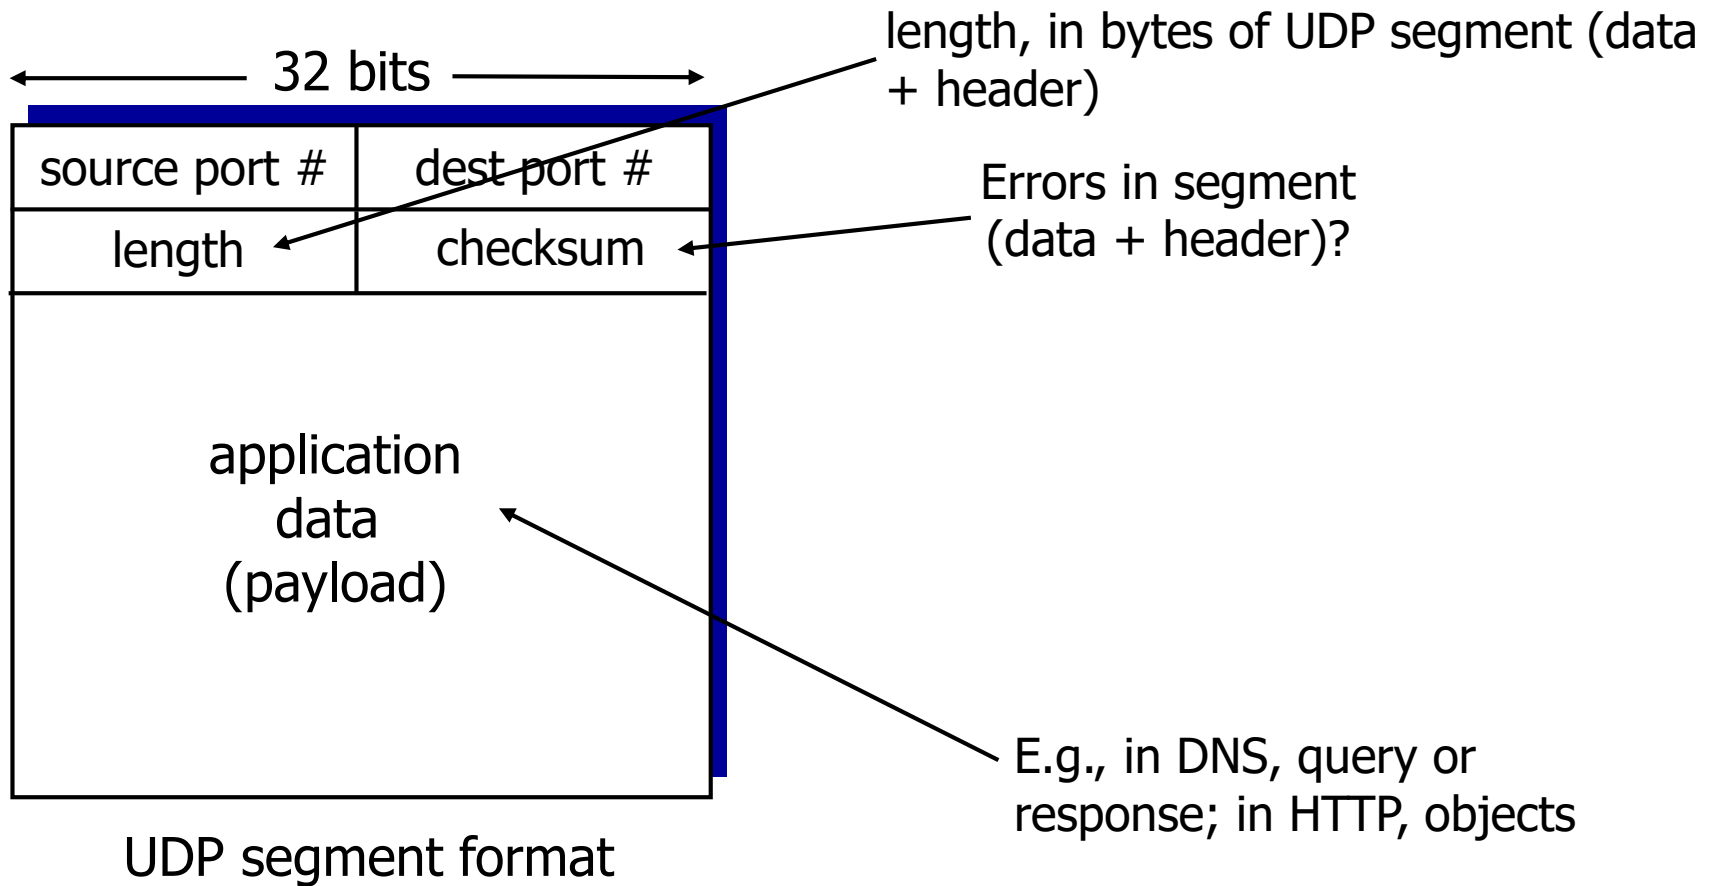 length, in bytes of UDP segment (data
+ header)
32 bits
source port #
dest port #
Errors in segment
(data + header)?
length
checksum
application
data
(payload)
E.g., in DNS, query or
response; in HTTP, objects
UDP segment format